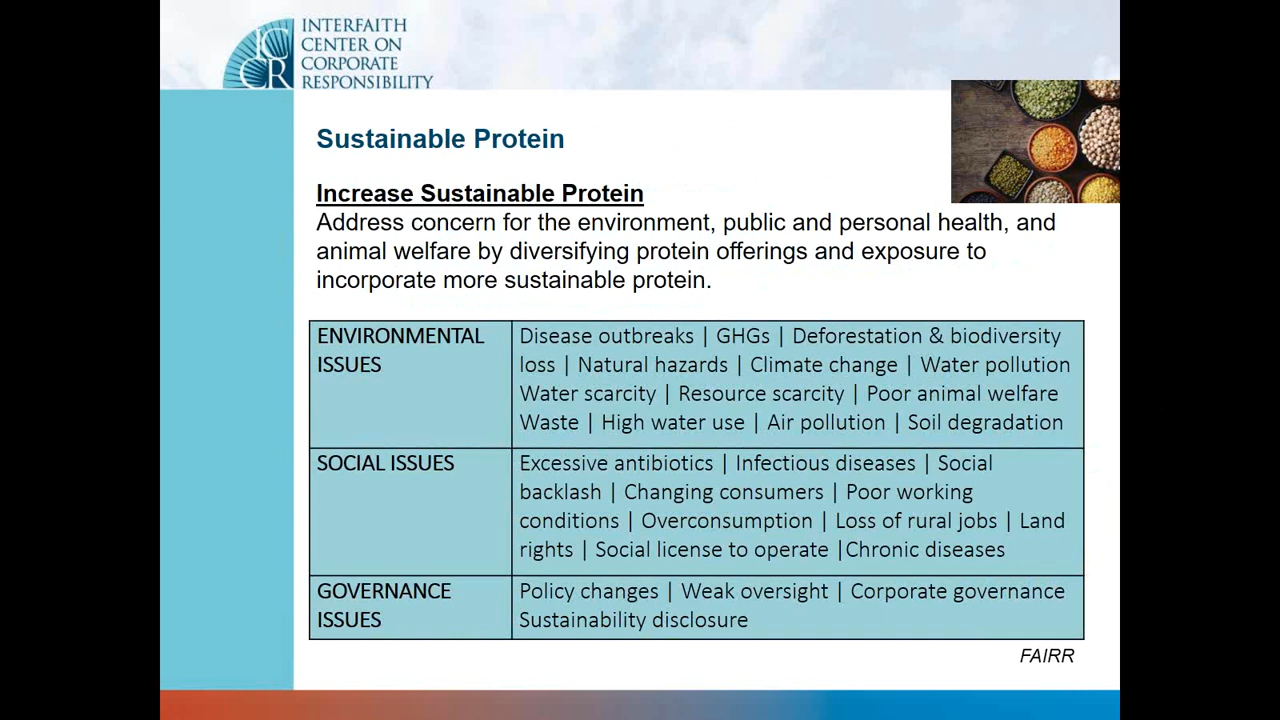 INTERFAITH
CENTER ON
CORPORATE
RESPONSIBILITY
ICCR
Sustainable Protein
Increase Sustainable Protein
Address concern for the environment, public and personal health, and
animal welfare by diversifying protein offerings and exposure to
incorporate more sustainable protein.
ENVIRONMENTAL
ISSUES
Disease outbreaks | GHGs | Deforestation & biodiversity
loss | Natural hazards | Climate change | Water pollution
Water scarcity | Resource scarcity | Poor animal welfare
Waste | High water use | Air pollution | Soil degradation
SOCIAL ISSUES
Excessive antibiotics | Infectious diseases | Social
backlash | Changing consumers | Poor working
conditions | Overconsumption | Loss of rural jobs | Land
rights | Social license to operate |Chronic diseases
GOVERNANCE
ISSUES
Policy changes | Weak oversight | Corporate governance
Sustainability disclosure
FAIRR